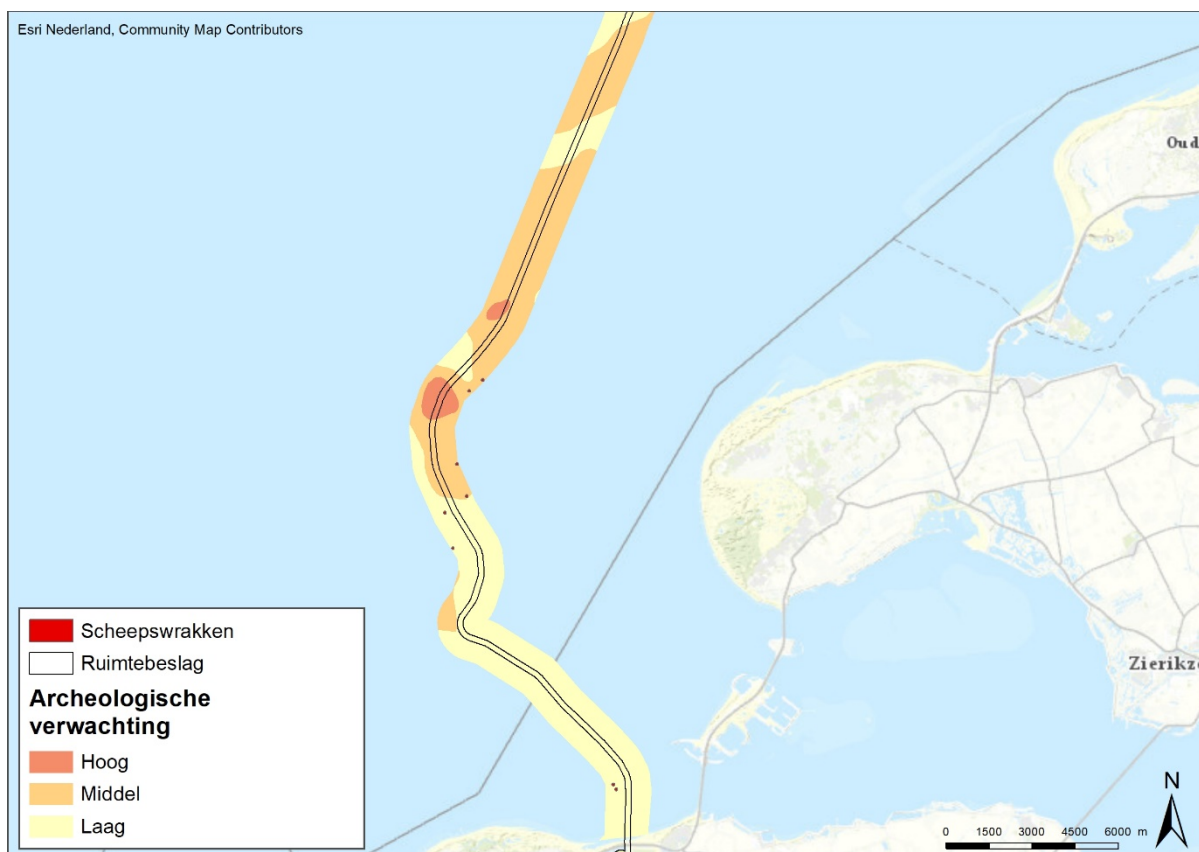 Esri Nederland, Community Map Contributors
Oud
Zierikz
Scheepswrakken
Ruimtebeslag
Archeologische
verwachting
Hoog
Middel
Laag
N
0 1500 3000 4500 6000 m